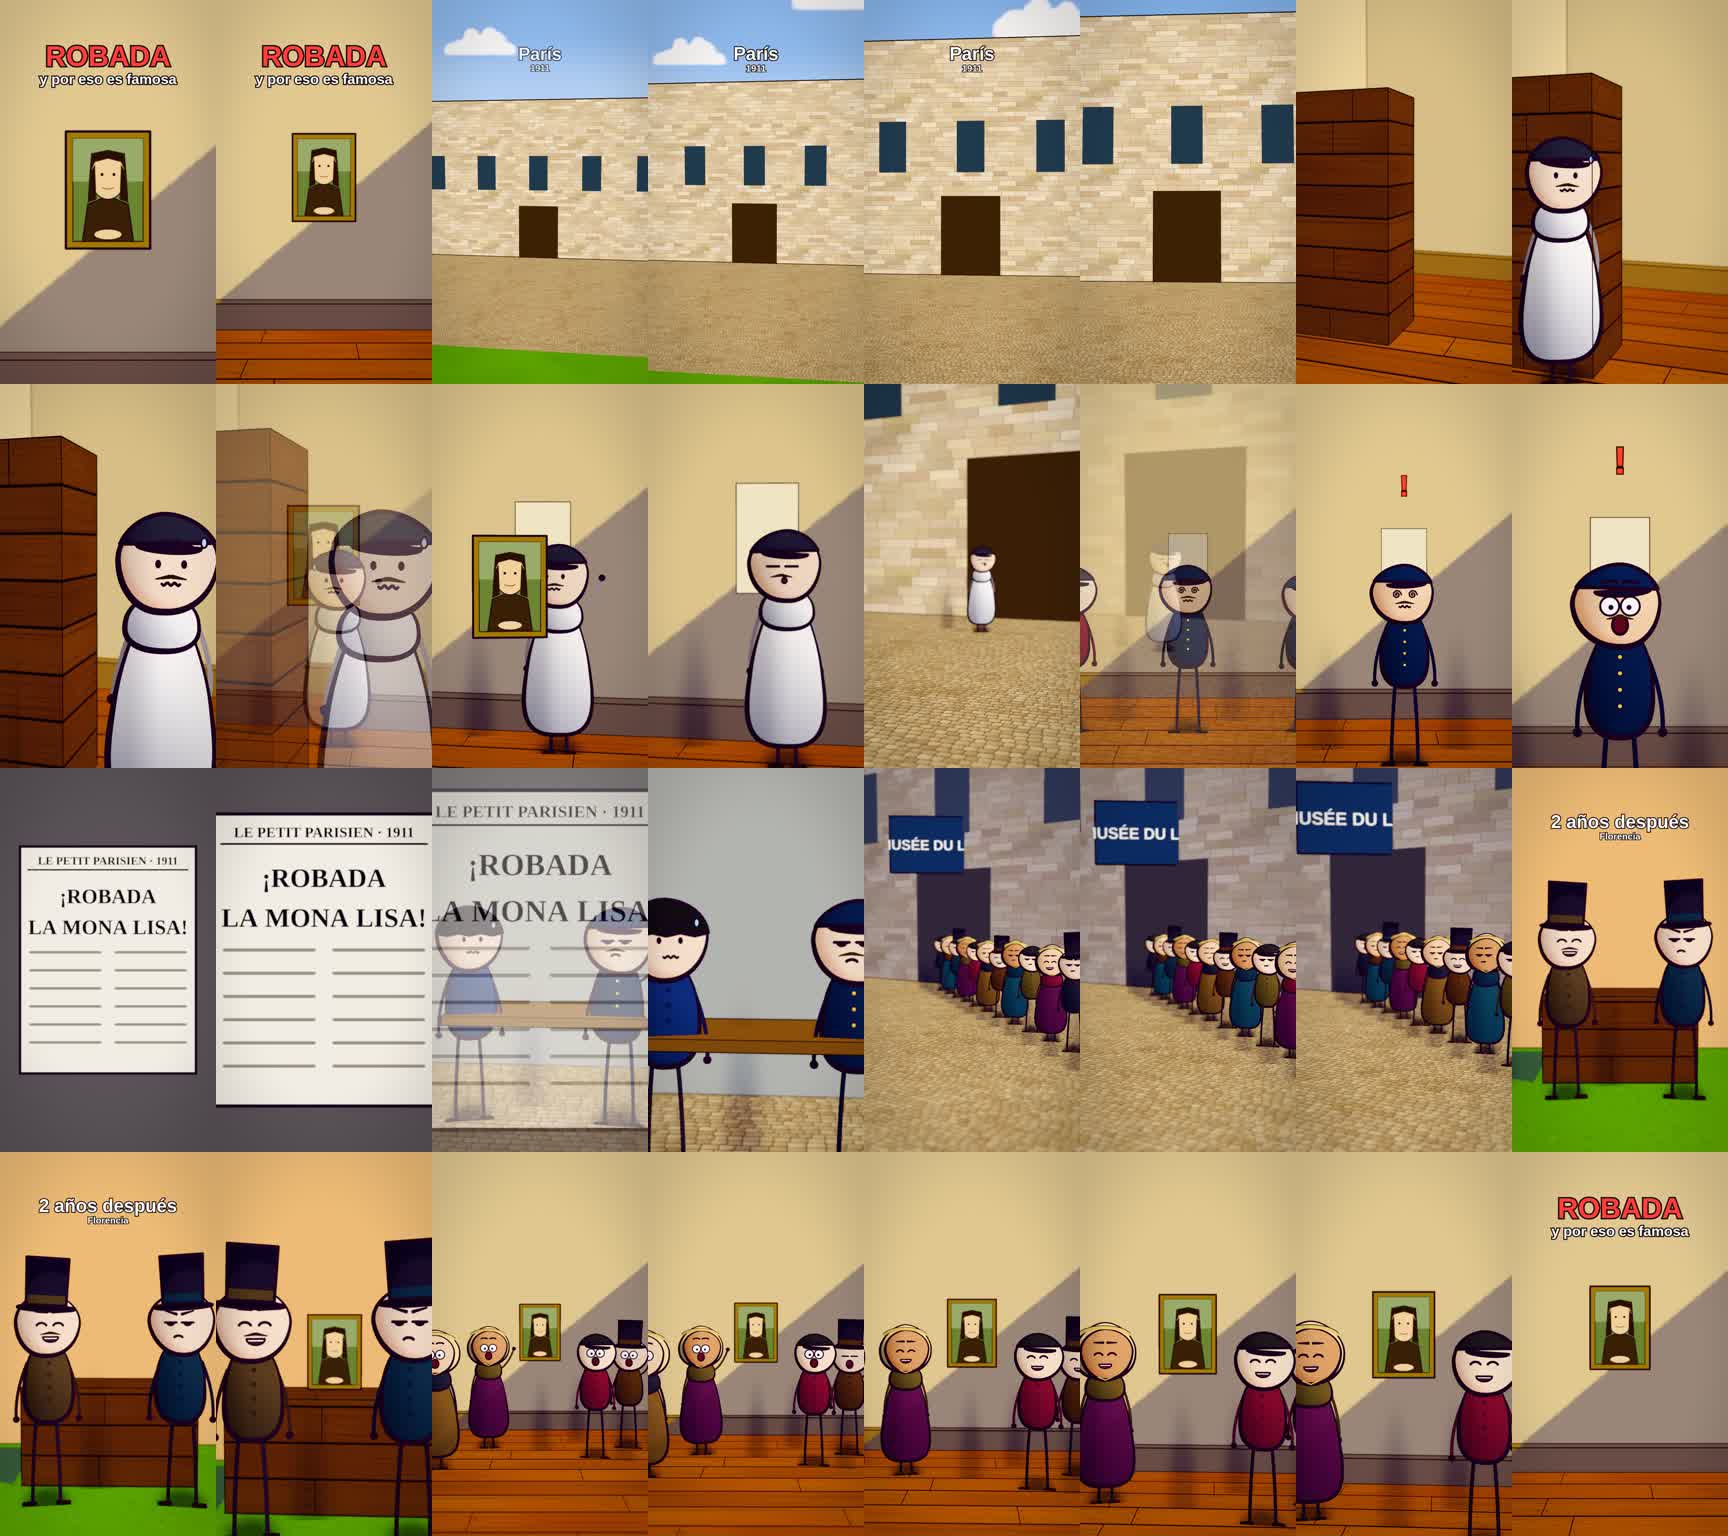 ROBADA
y por eso es famosa
ROBADA
y por eso es famosa
París
1911
París
1911
París
1911
!
!
LE PETIT PARISIEN · 1911
¡ROBADA
LA MONA LISA!
LE PETIT PARISIEN · 1911
¡ROBADA
LA MONA LISA!
LE PETIT PARISIEN · 1911
¡ROBADA
LA MONA LISA
USÉE DU L
USÉE DU L
USÉE DU L
2 años después
Florencia
2 años después
Florencia
ROBADA
y por eso es famosa